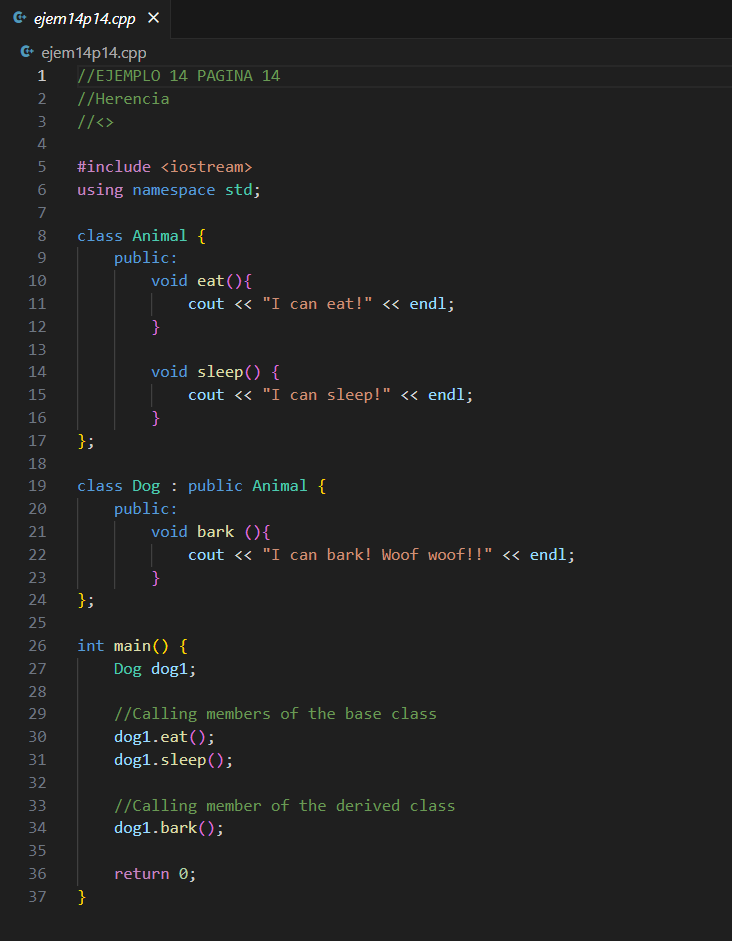 ejem14p14.cpp ✕
ejem14p14.cpp
1 //EJEMPLO 14 PAGINA 14
2 //Herencia
3 //<>
4
5 #include <iostream>
6 using namespace std;
7
8 class Animal {
9     public:
10         void eat(){
11             cout << "I can eat!" << endl;
12         }
13
14         void sleep() {
15             cout << "I can sleep!" << endl;
16         }
17 };
18
19 class Dog : public Animal {
20     public:
21         void bark (){
22             cout << "I can bark! Woof woof!!" << endl;
23         }
24 };
25
26 int main() {
27     Dog dog1;
28
29     //Calling members of the base class
30     dog1.eat();
31     dog1.sleep();
32
33     //Calling member of the derived class
34     dog1.bark();
35
36     return 0;
37 }